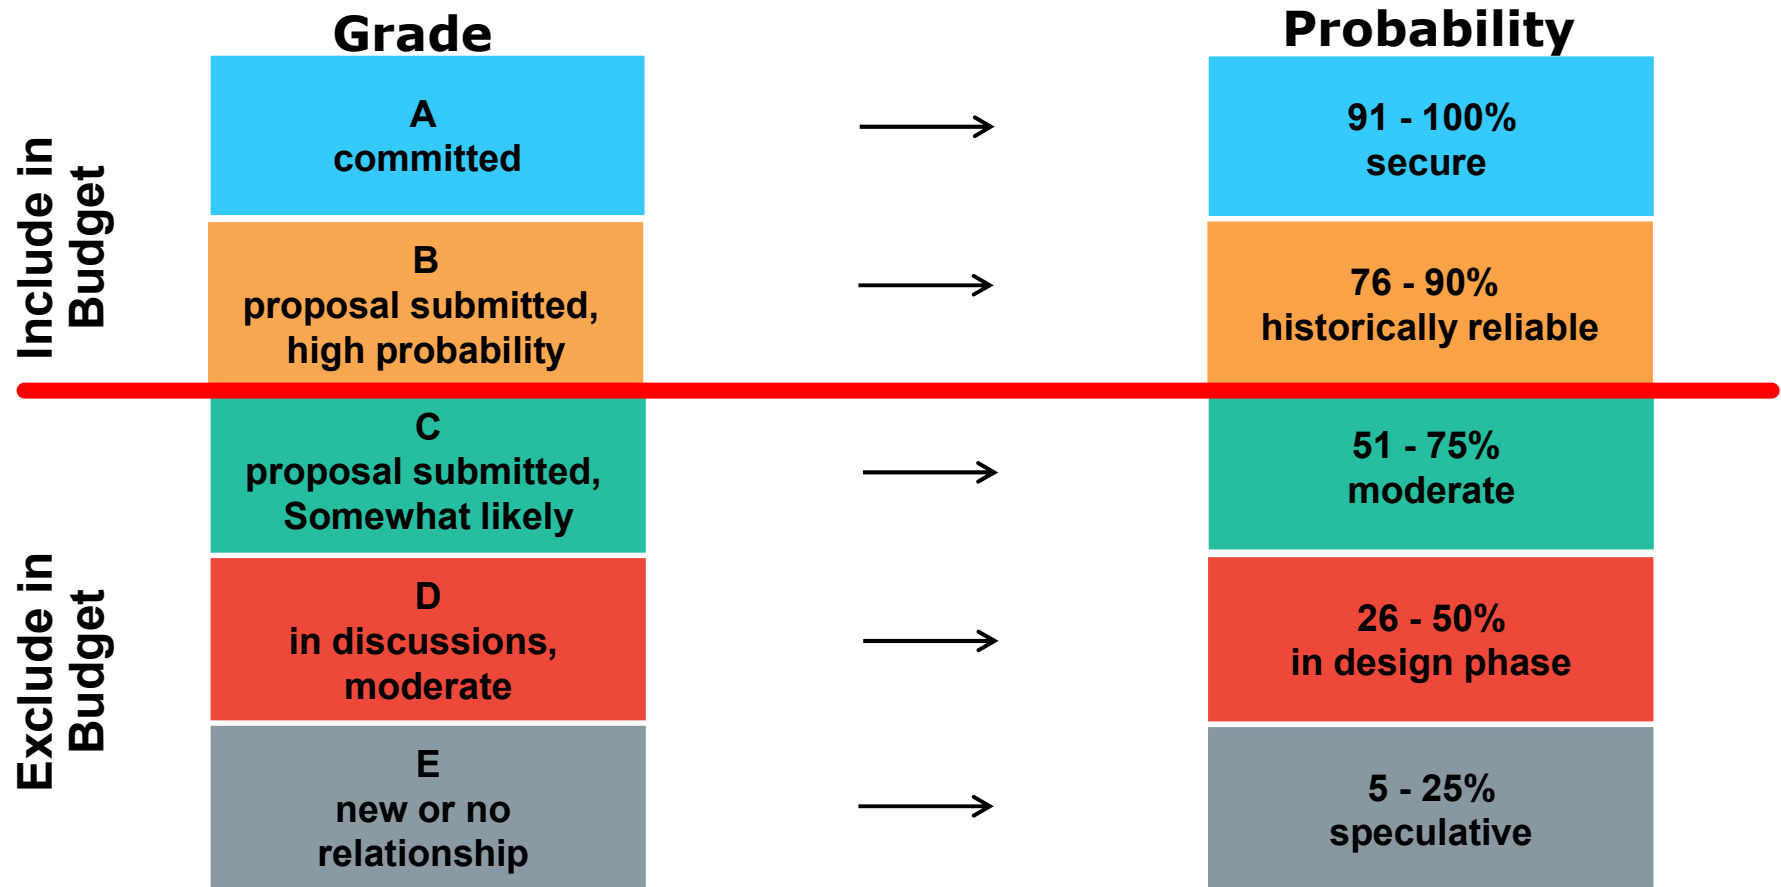 Grade
Probability
Include in
Budget
A
committed
91 - 100%
secure
B
proposal submitted,
high probability
76 - 90%
historically reliable
Exclude in
Budget
C
proposal submitted,
Somewhat likely
51 - 75%
moderate
D
in discussions,
moderate
26 - 50%
in design phase
E
new or no
relationship
5 - 25%
speculative